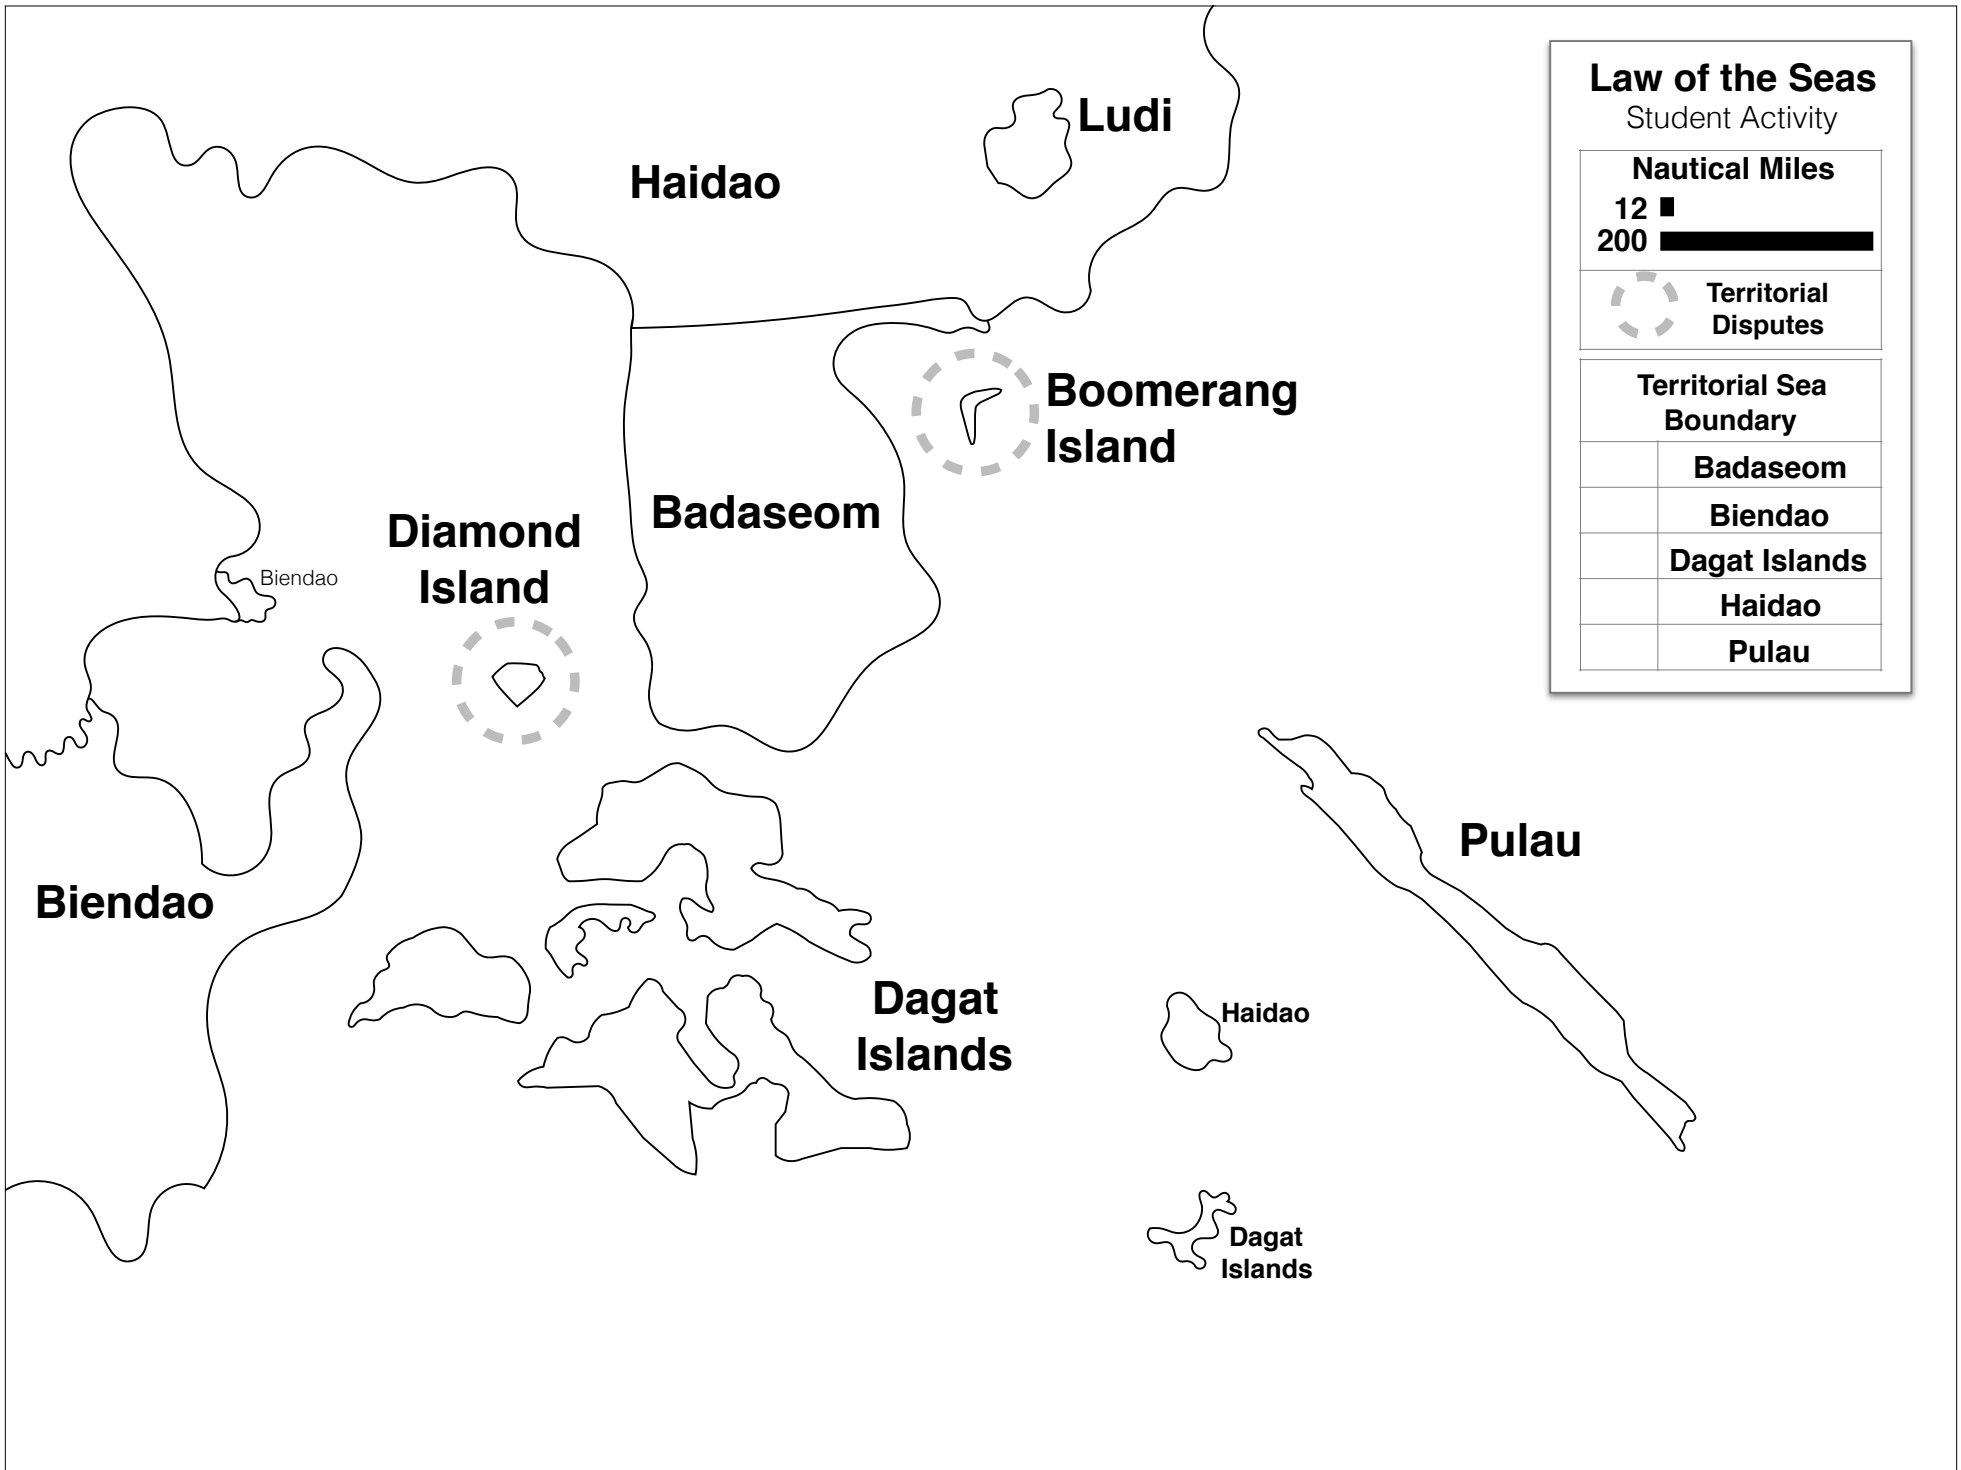 Ludi
Haidao
Boomerang
Island
Badaseom
Diamond
Island
Biendao
Biendao
Pulau
Dagat
Islands
Haidao
Dagat
Islands
Law of the Seas
Student Activity
Nautical Miles
12
200
Territorial
Disputes
Territorial Sea
Boundary
Badaseom
Biendao
Dagat Islands
Haidao
Pulau